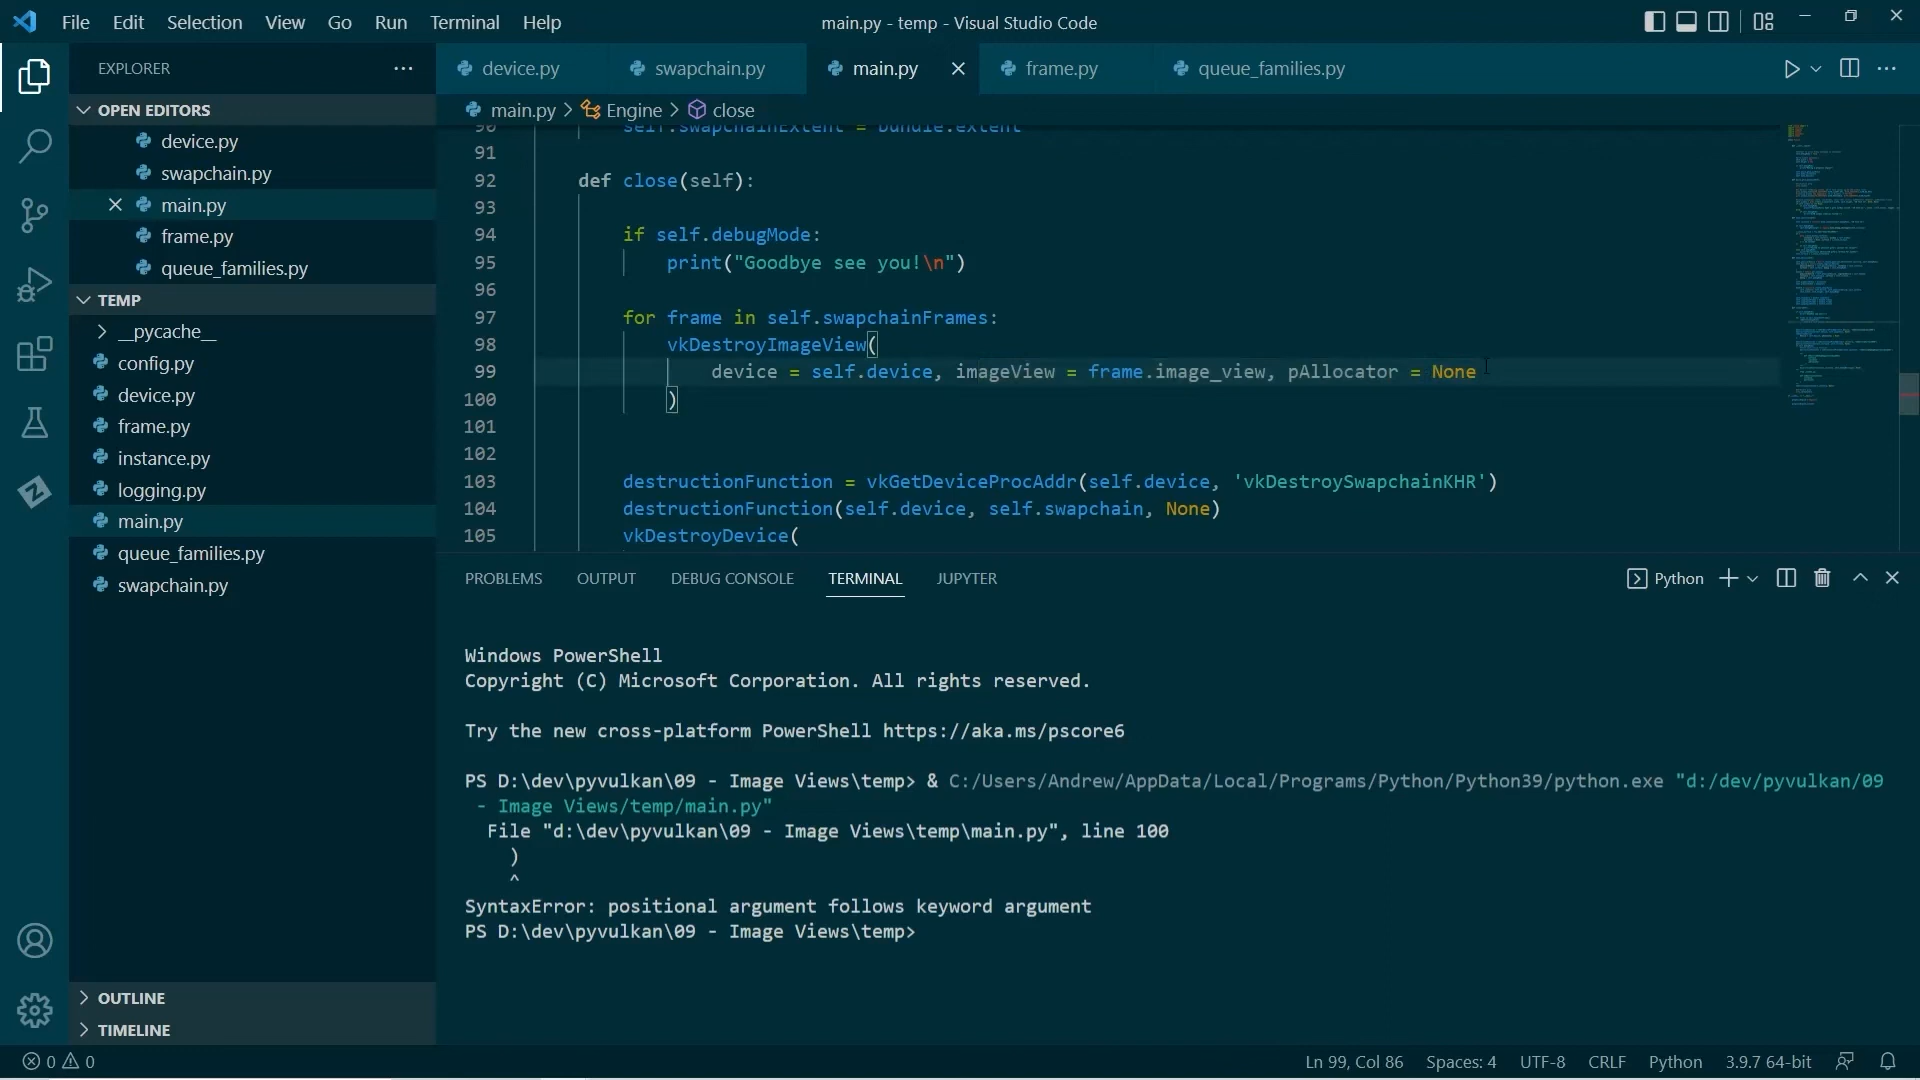 File Edit Selection View Go Run Terminal Help
main.py - temp - Visual Studio Code
EXPLORER
OPEN EDITORS
device.py
swapchain.py
main.py
frame.py
queue_families.py
TEMP
__pycache__
config.py
device.py
frame.py
instance.py
logging.py
main.py
queue_families.py
swapchain.py
OUTLINE
TIMELINE
device.py swapchain.py main.py frame.py queue_families.py
main.py > Engine > close
90 self.swapchainExtent = bundle.extent
91
92 def close(self):
93
94 if self.debugMode:
95 print("Goodbye see you!\n")
96
97 for frame in self.swapchainFrames:
98 vkDestroyImageView(
99 device = self.device, imageView = frame.image_view, pAllocator = None
100 )
101
102
103 destructionFunction = vkGetDeviceProcAddr(self.device, 'vkDestroySwapchainKHR')
104 destructionFunction(self.device, self.swapchain, None)
105 vkDestroyDevice(
PROBLEMS OUTPUT DEBUG CONSOLE TERMINAL JUPYTER
Python
Windows PowerShell
Copyright (C) Microsoft Corporation. All rights reserved.
Try the new cross-platform PowerShell https://aka.ms/pscore6
PS D:\dev\pyvulkan\09 - Image Views\temp> & C:/Users/Andrew/AppData/Local/Programs/Python/Python39/python.exe "d:/dev/pyvulkan/09
- Image Views/temp/main.py"
File "d:\dev\pyvulkan\09 - Image Views\temp\main.py", line 100
)
^
SyntaxError: positional argument follows keyword argument
PS D:\dev\pyvulkan\09 - Image Views\temp>
0 0
Ln 99, Col 86 Spaces: 4 UTF-8 CRLF Python 3.9.7 64-bit